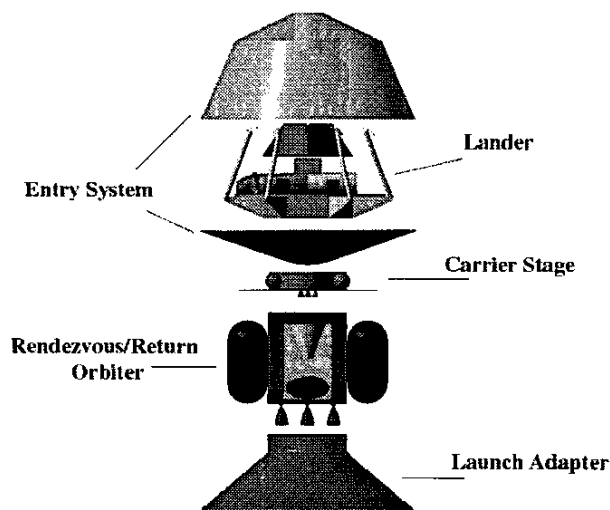 Lander
Entry System
Carrier Stage
Rendezvous/Return
Orbiter
Launch Adapter